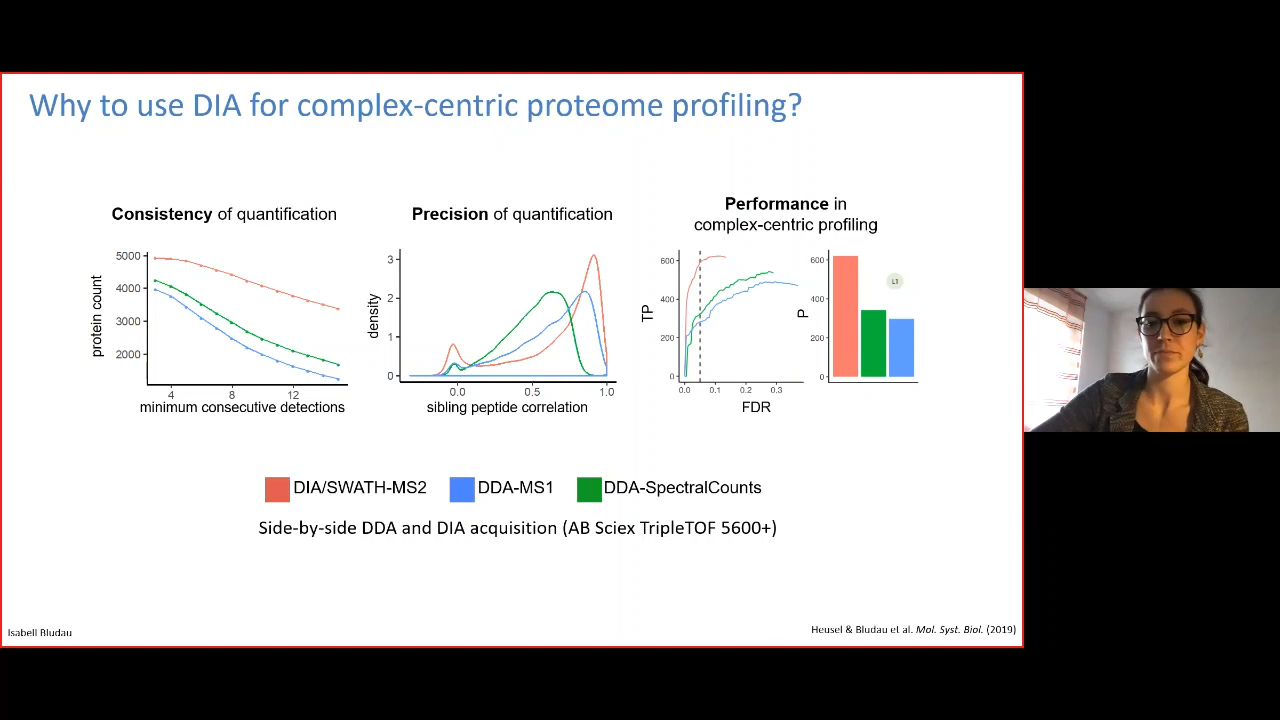 Why to use DIA for complex-centric proteome profiling?
Consistency of quantification
5000
4000
3000
2000
protein count
4 8 12
minimum consecutive detections
Precision of quantification
3
2
1
0
density
0.0 0.5 1.0
sibling peptide correlation
Performance in
complex-centric profiling
600
400
200
0
TP
0.0 0.1 0.2 0.3
FDR
600
400
200
0
P
L1
DIA/SWATH-MS2 DDA-MS1 DDA-SpectralCounts
Side-by-side DDA and DIA acquisition (AB Sciex TripleTOF 5600+)
Isabell Bludau
Heusel & Bludau et al. Mol. Syst. Biol. (2019)